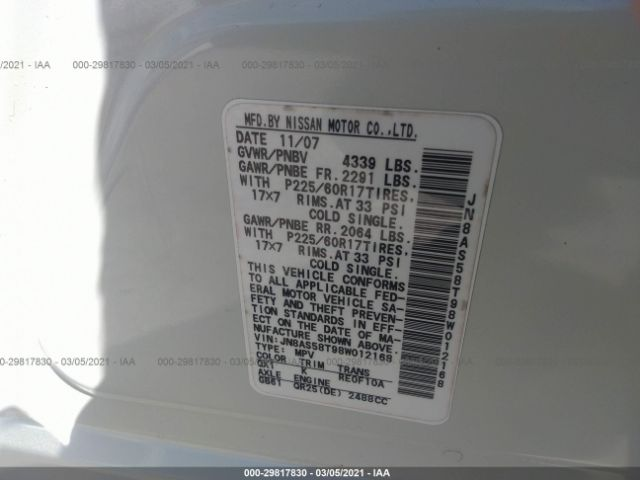 03/05/2021 - IAA 000-29817830 - 03/05/2021 - IAA 000-29817830 - 03/05/2021 - IAA
MFD.BY NISSAN MOTOR CO.,LTD.
DATE 11/07
GVWR/PNBV 4339 LBS.
GAWR/PNBE FR. 2291 LBS.
WITH P225/60R17TIRES,
17x7 RIMS.AT 33 PSI
COLD SINGLE.
GAWR/PNBE RR. 2064 LBS.
WITH P225/60R17TIRES,
17x7 RIMS.AT 33 PSI
COLD SINGLE.
THIS VEHICLE CONFORMS
TO ALL APPLICABLE FED-
ERAL MOTOR VEHICLE SA-
FETY AND THEFT PREVEN-
TION STANDARDS IN EFF-
ECT ON THE DATE OF MA-
NUFACTURE SHOWN ABOVE.
VIN: JN8AS58T98W012168
TYPE: MPV
COLOR TRIM TRANS
K RE0F10A
AXLE ENGINE
GB61 QR25(DE) 2488CC
JN8AS58T98W012168
000-29817830 - 03/05/2021 - IAA